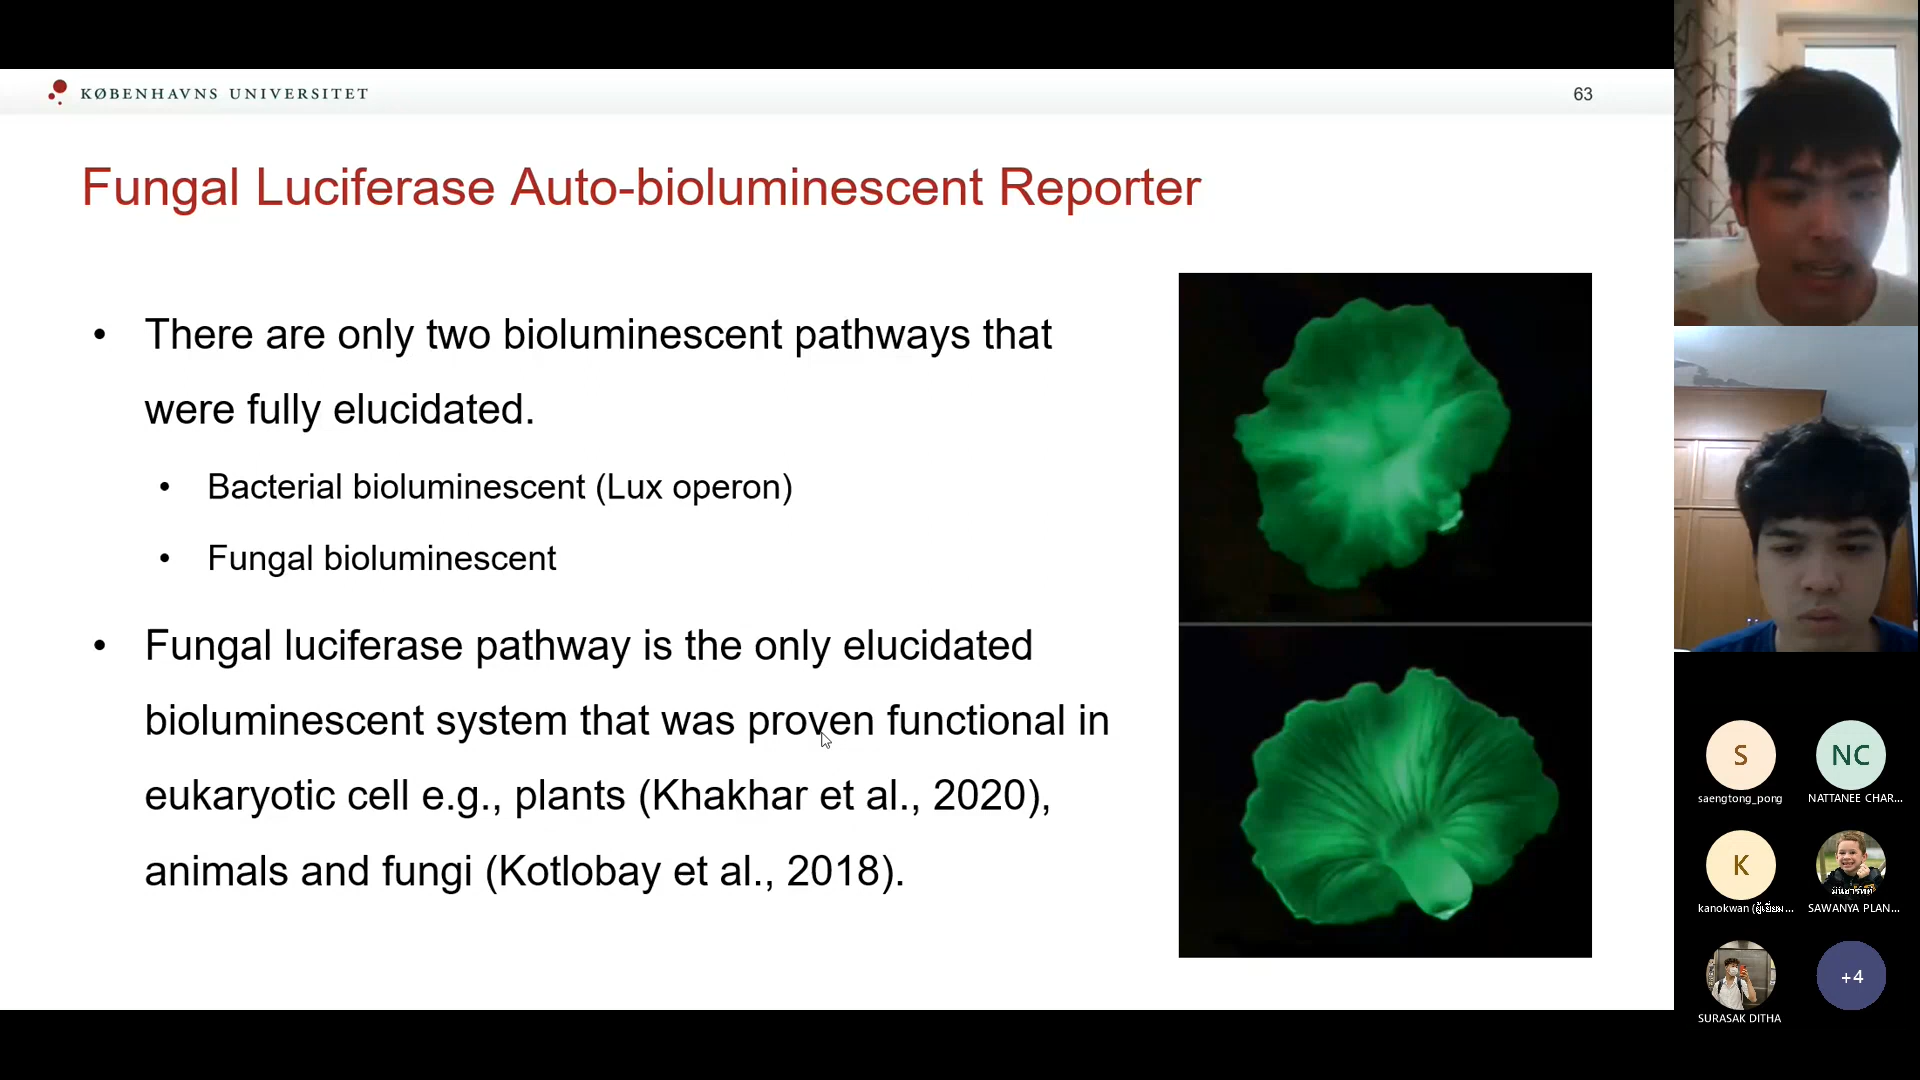 KØBENHAVNS UNIVERSITET
63
Fungal Luciferase Auto-bioluminescent Reporter
• There are only two bioluminescent pathways that
were fully elucidated.
• Bacterial bioluminescent (Lux operon)
• Fungal bioluminescent
• Fungal luciferase pathway is the only elucidated
bioluminescent system that was proven functional in
eukaryotic cell e.g., plants (Khakhar et al., 2020),
animals and fungi (Kotlobay et al., 2018).
S
NC
saengtong_pong
NATTANEE CHAR...
K
kanokwan (ผู้เยี่ยม...
SAWANYA PLAN...
+4
SURASAK DITHA